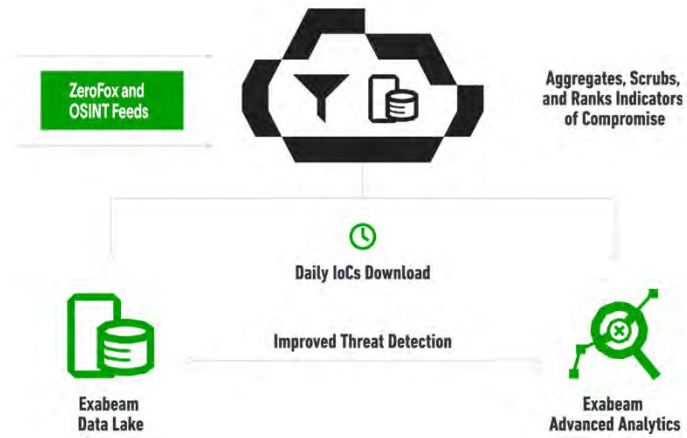 ZeroFox and
OSINT Feeds
Aggregates, Scrubs,
and Ranks Indicators
of Compromise
Daily IoCs Download
Improved Threat Detection
Exabeam
Data Lake
Exabeam
Advanced Analytics